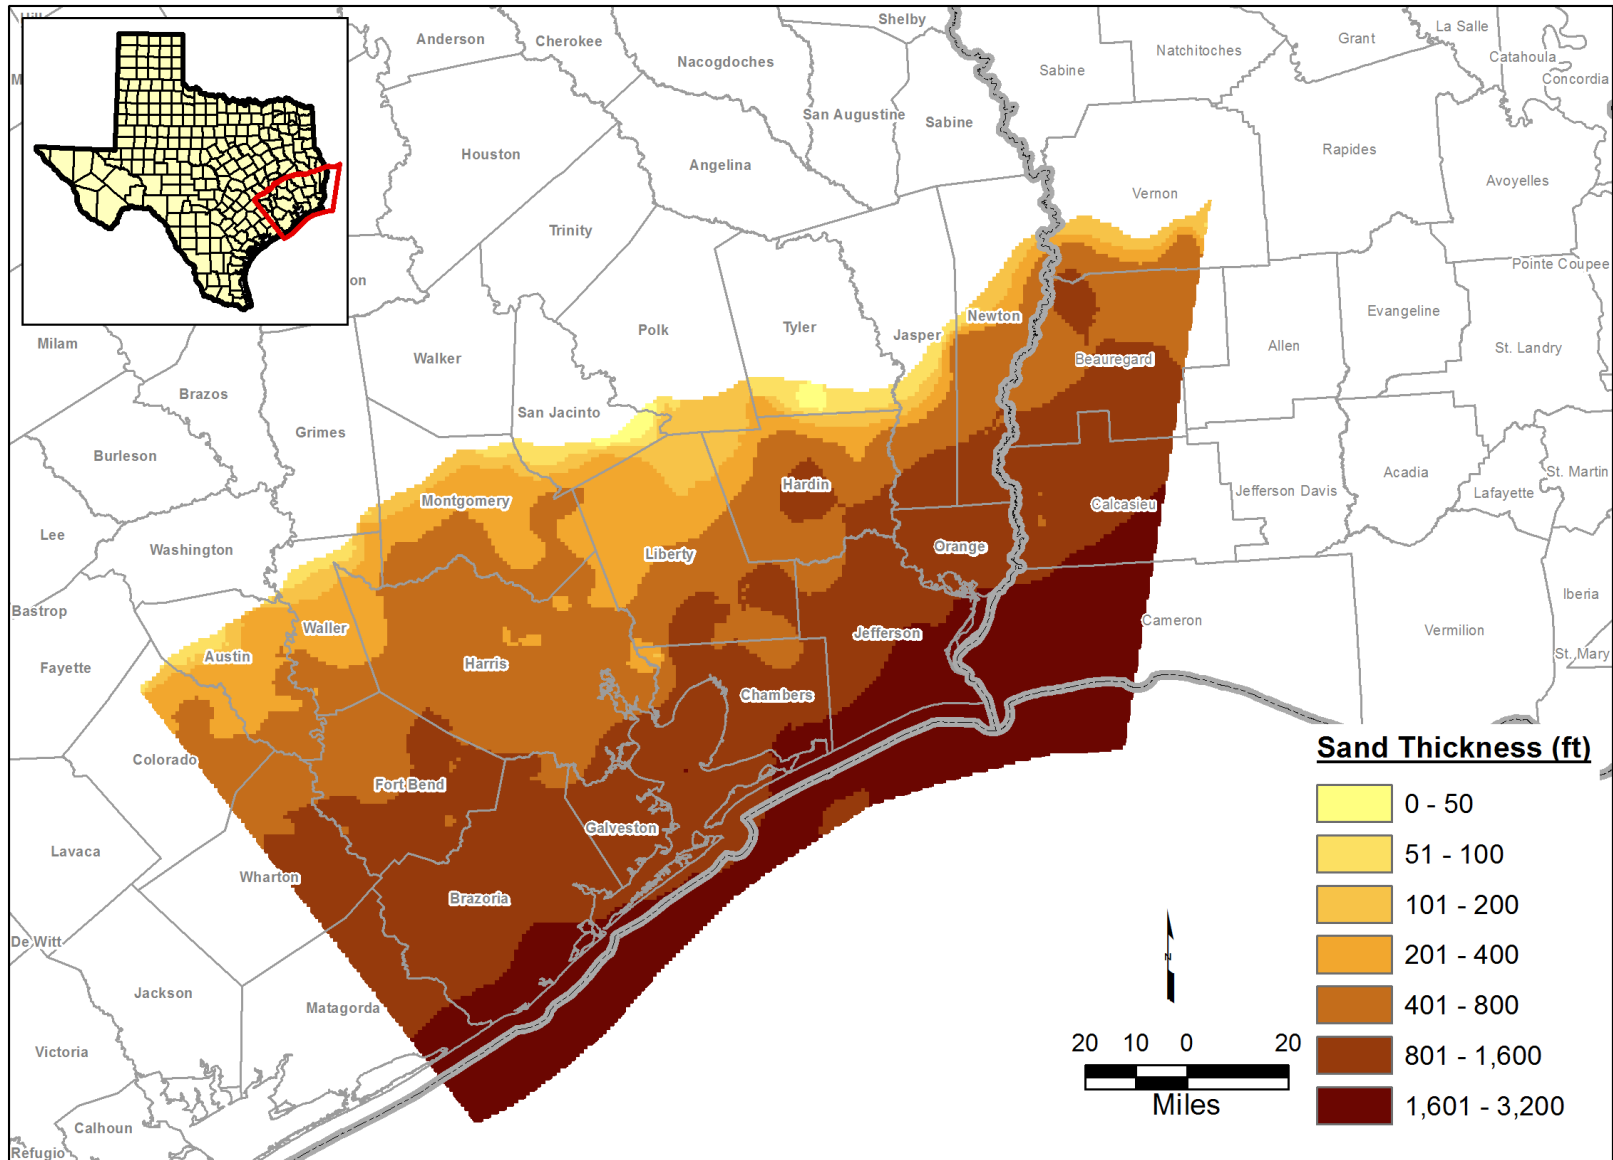 Shelby
Anderson
Cherokee
Nacogdoches
San Augustine
Sabine
Sabine
Natchitoches
Grant
La Salle
Catahoula
Concordia
Houston
Angelina
Rapides
Avoyelles
Vernon
Trinity
Pointe Coupee
on
Milam
Walker
Polk
Tyler
Jasper
Newton
Beauregard
Allen
Evangeline
St. Landry
Brazos
San Jacinto
Grimes
Burleson
Montgomery
Hardin
Calcasieu
Jefferson Davis
Acadia
Lafayette
St. Martin
Lee
Washington
Liberty
Orange
Bastrop
Waller
Jefferson
Cameron
Vermilion
Iberia
St. Mary
Fayette
Austin
Harris
Chambers
Colorado
Fort Bend
Galveston
Lavaca
Wharton
Brazoria
De Witt
Jackson
Matagorda
Victoria
Calhoun
Refugio
Sand Thickness (ft)
0 - 50
51 - 100
101 - 200
201 - 400
401 - 800
801 - 1,600
1,601 - 3,200
N
20 10 0 20
Miles